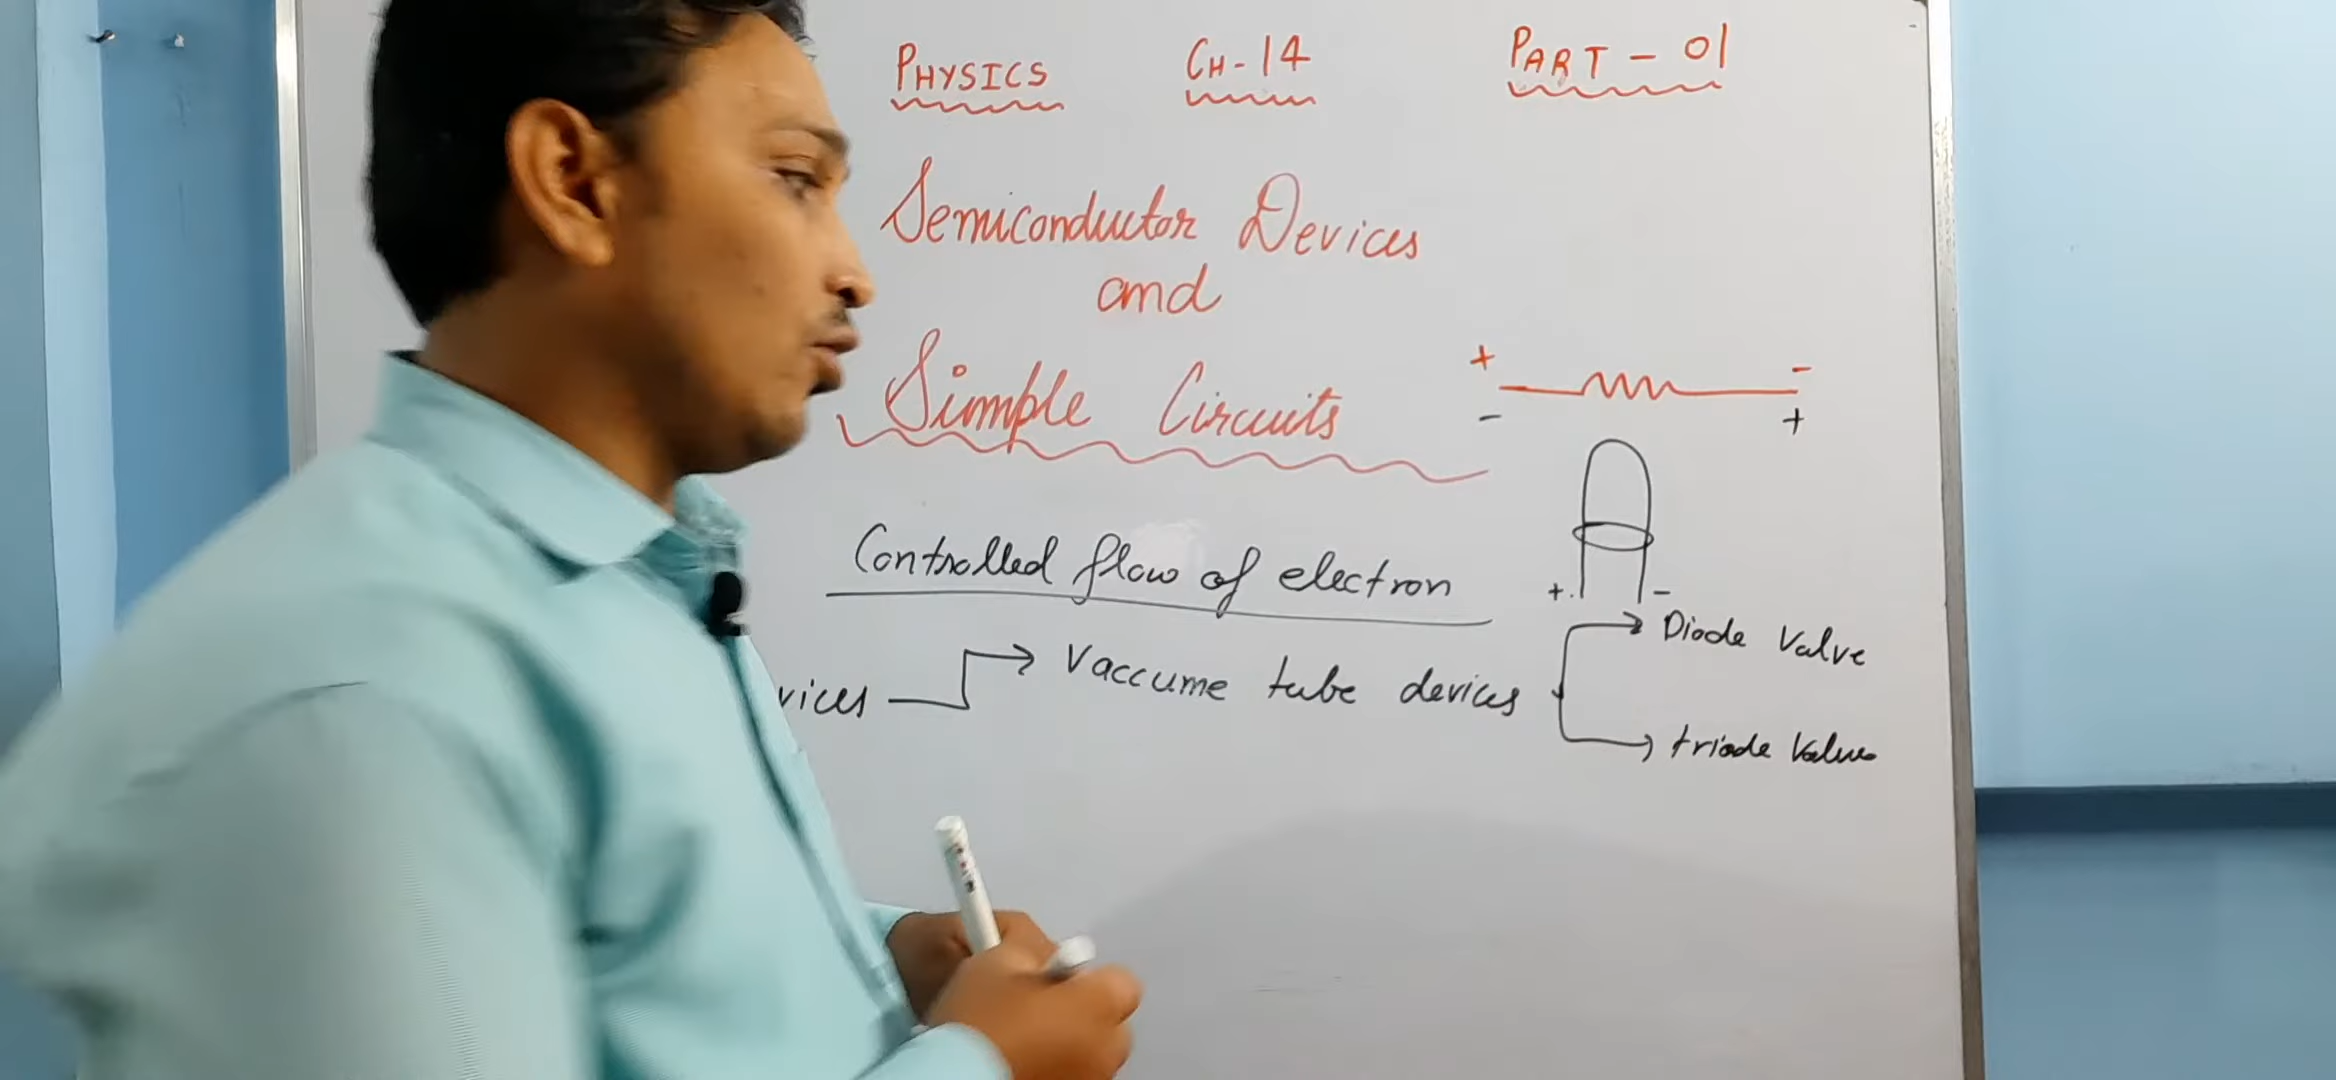 PHYSICS CH-14 PART-01
Semiconductor Devices
and
Simple Circuits
+ -
- +
Controlled flow of electron
+ -
Diode Valve
vices → Vaccume tube devices
triode Valve